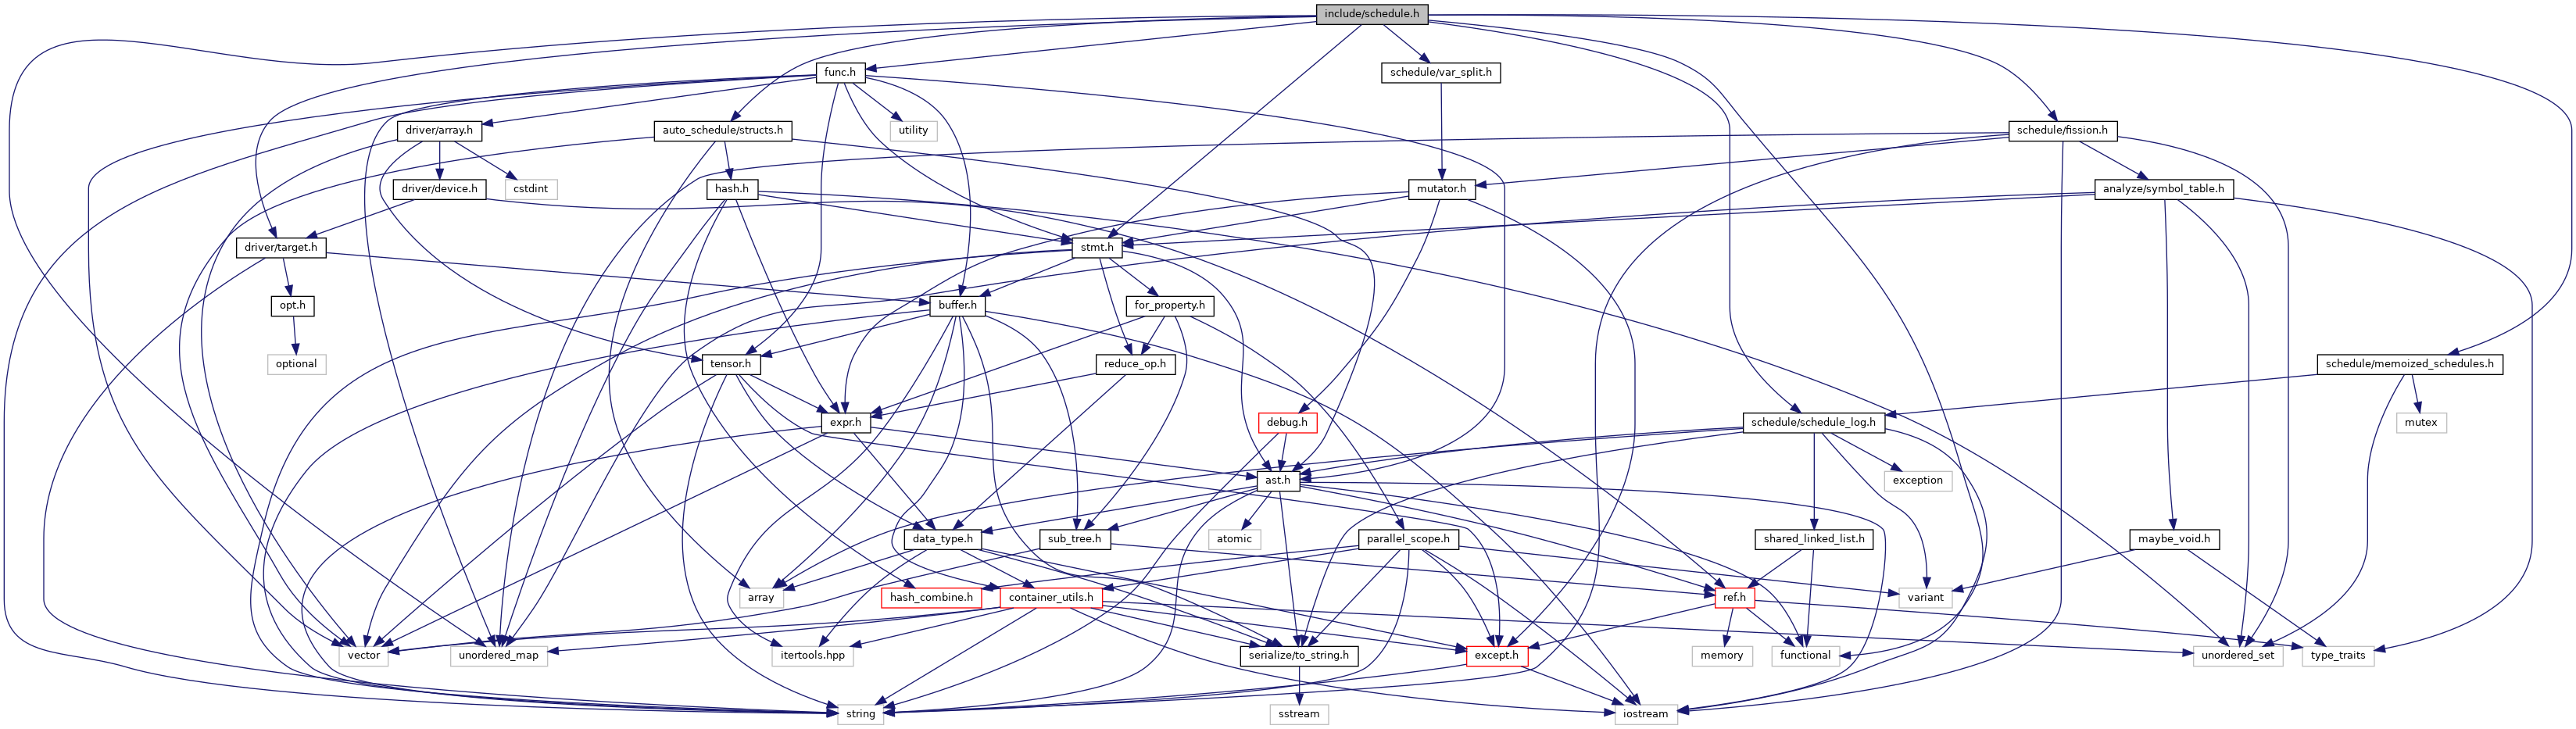 include/schedule.h
func.h
schedule/var_split.h
driver/array.h
auto_schedule/structs.h
utility
schedule/fission.h
driver/device.h
cstdint
hash.h
mutator.h
analyze/symbol_table.h
driver/target.h
stmt.h
opt.h
buffer.h
for_property.h
optional
tensor.h
reduce_op.h
schedule/memoized_schedules.h
expr.h
debug.h
schedule/schedule_log.h
mutex
ast.h
exception
data_type.h
sub_tree.h
atomic
parallel_scope.h
shared_linked_list.h
maybe_void.h
array
hash_combine.h
container_utils.h
ref.h
variant
vector
unordered_map
itertools.hpp
serialize/to_string.h
except.h
memory
functional
unordered_set
type_traits
string
sstream
iostream